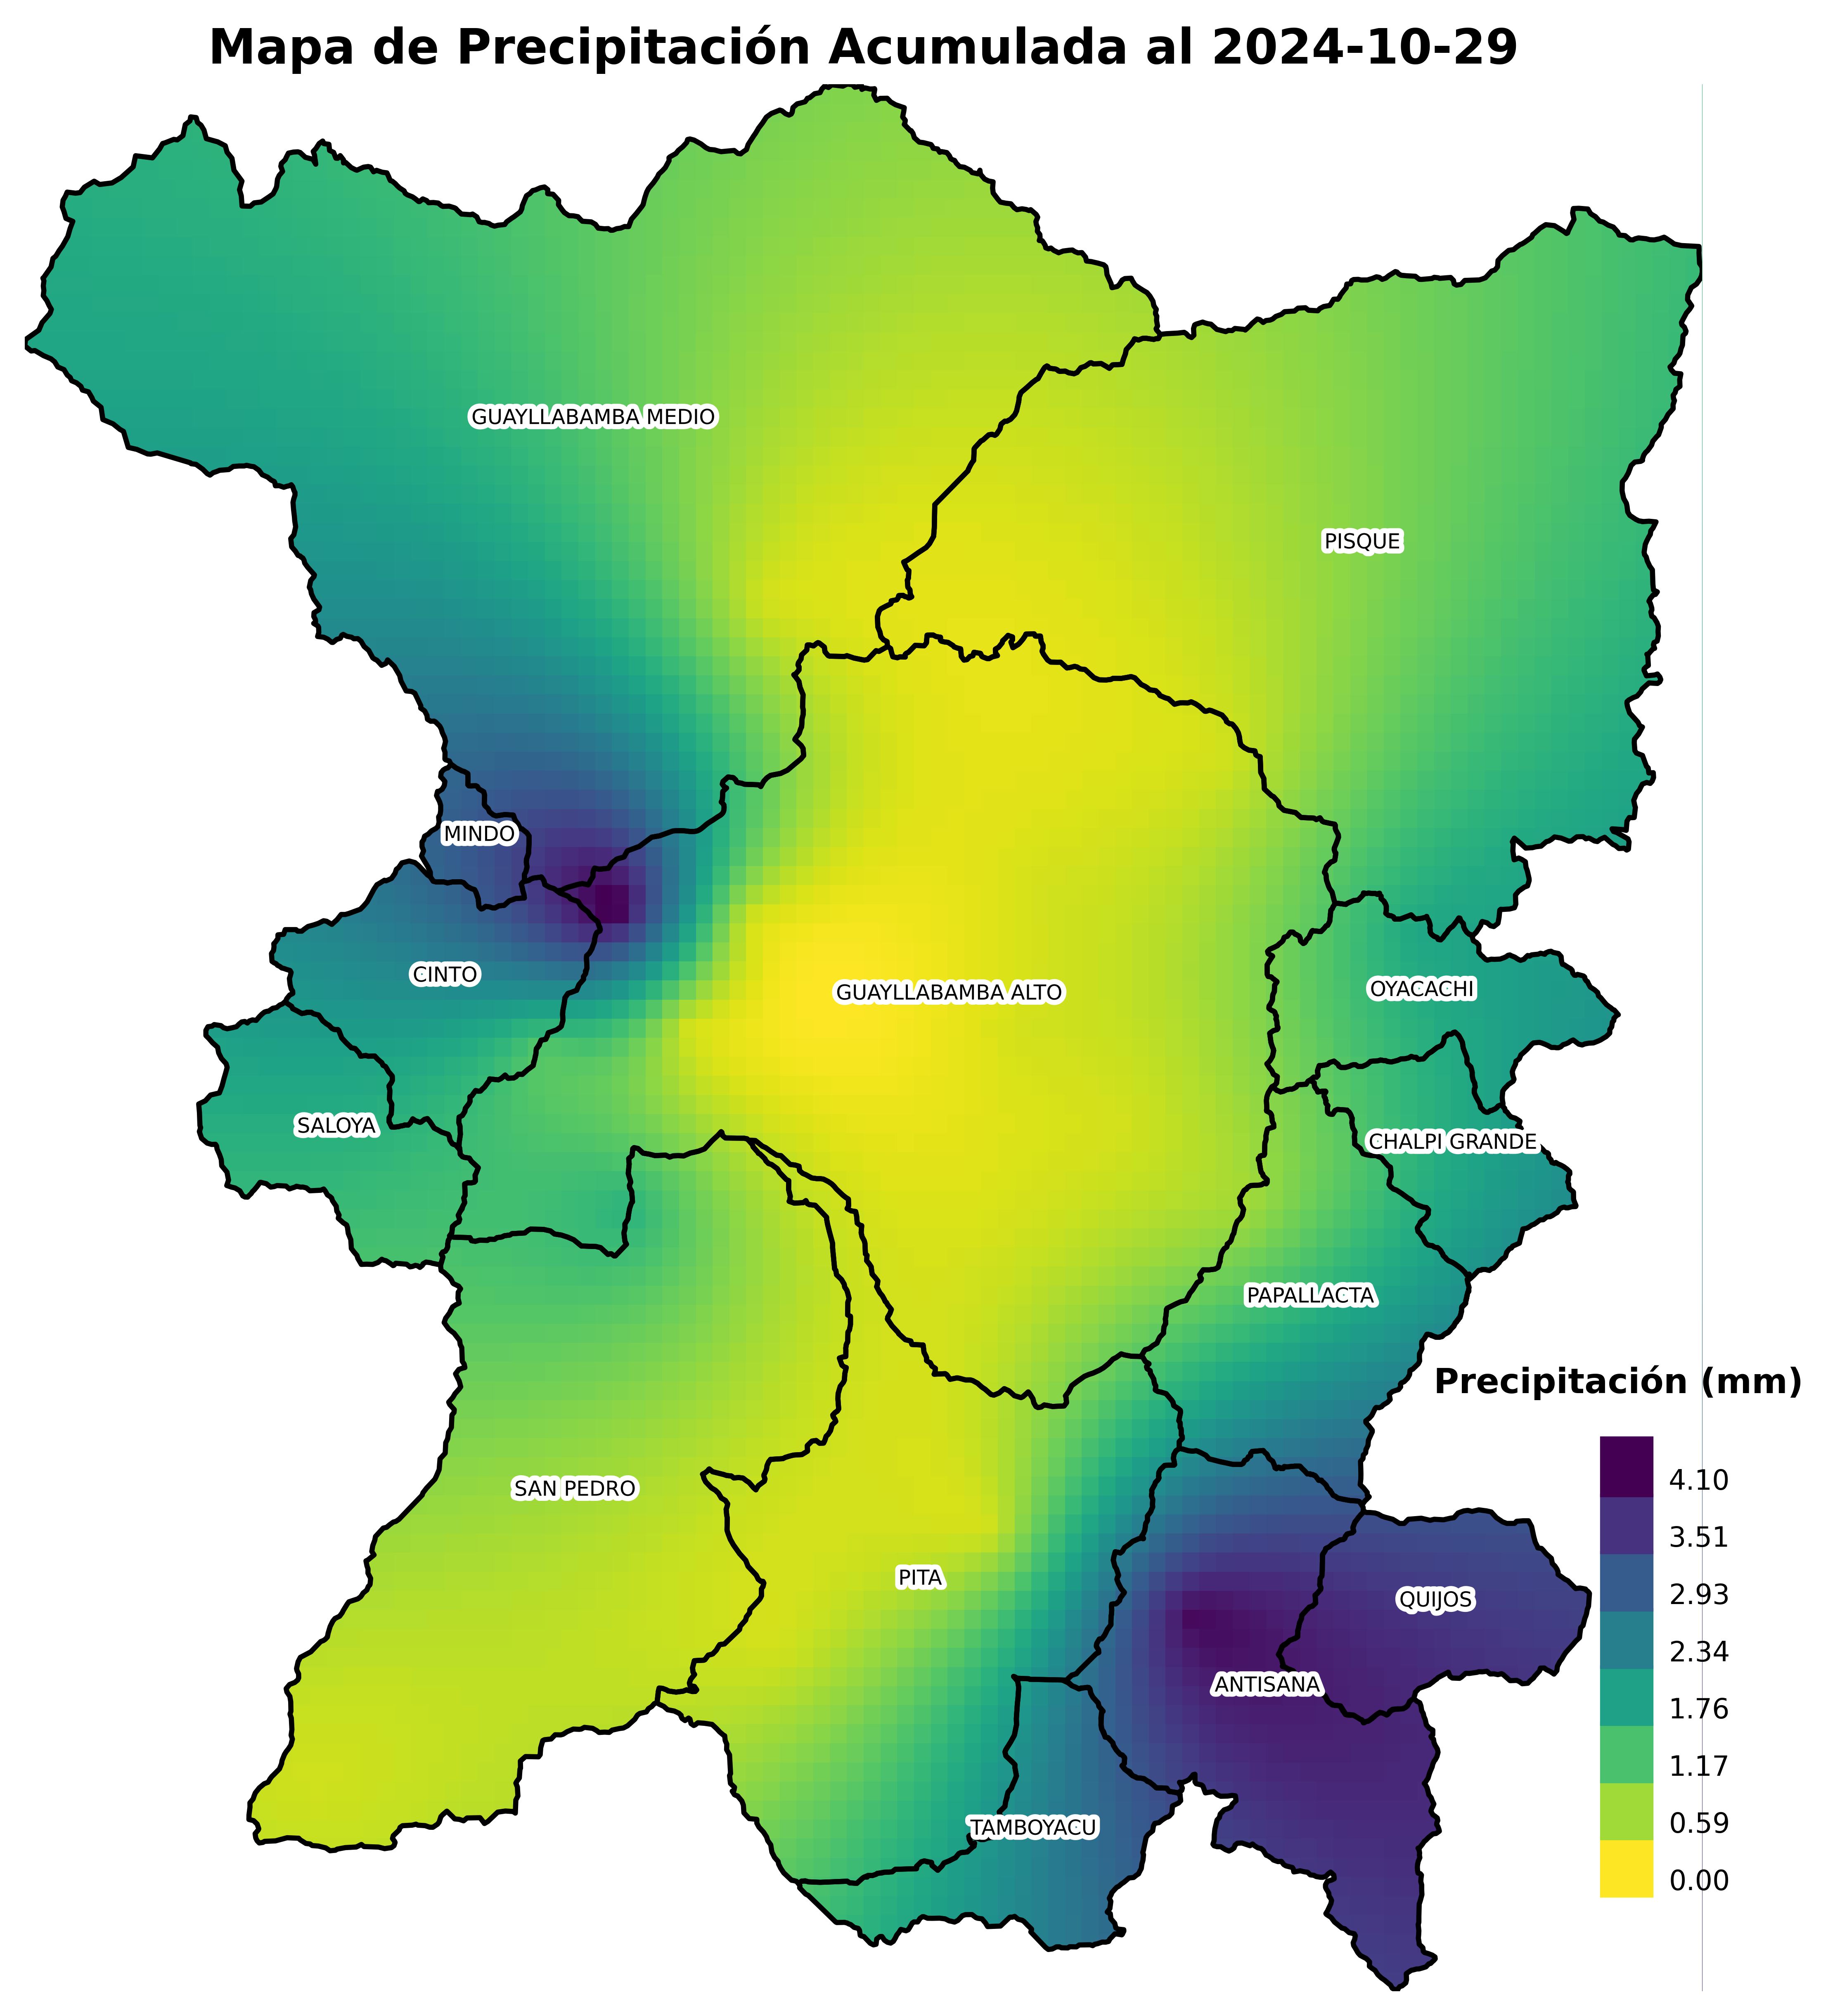 Mapa de Precipitación Acumulada al 2024-10-29
GUAYLLABAMBA MEDIO
PISQUE
MINDO
CINTO
GUAYLLABAMBA ALTO
OYACACHI
SALOYA
CHALPI GRANDE
PAPALLACTA
SAN PEDRO
PITA
QUIJOS
ANTISANA
TAMBOYACU
Precipitación (mm)
4.10
3.51
2.93
2.34
1.76
1.17
0.59
0.00